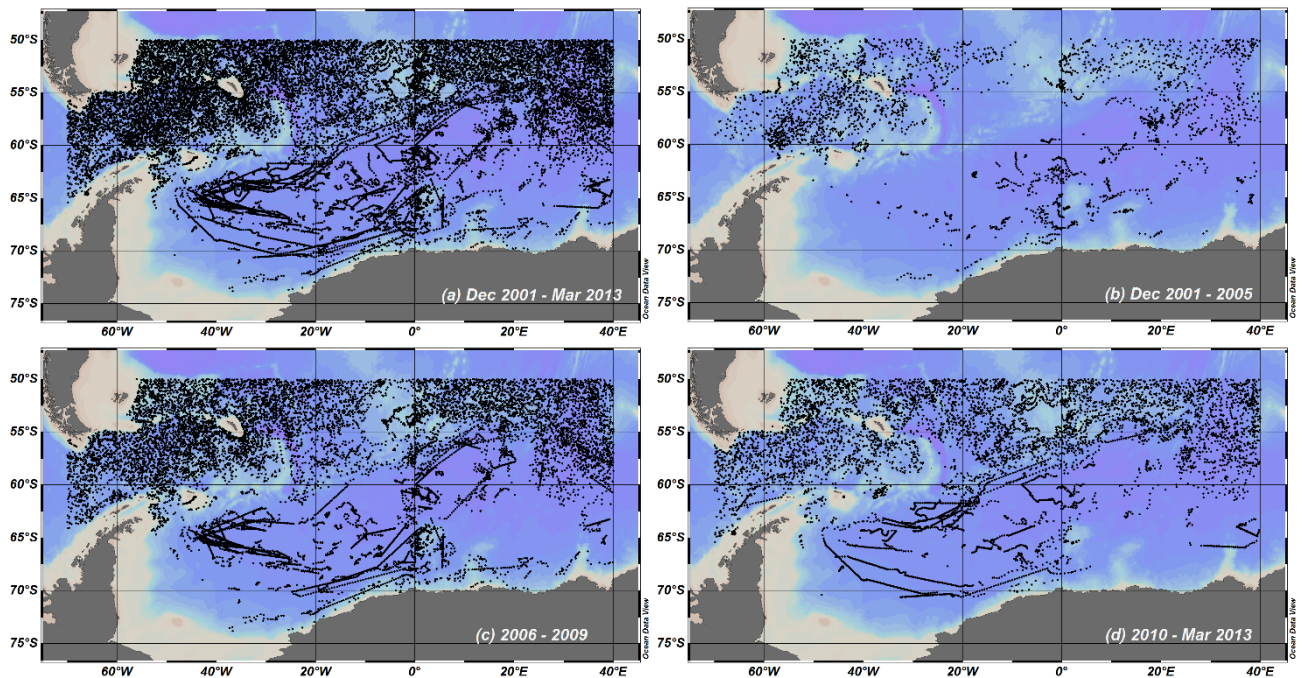 50°S
55°S
60°S
65°S
70°S
75°S
60°W 40°W 20°W 0° 20°E 40°E
(a) Dec 2001 - Mar 2013
Ocean Data View
50°S
55°S
60°S
65°S
70°S
75°S
60°W 40°W 20°W 0° 20°E 40°E
(b) Dec 2001 - 2005
Ocean Data View
50°S
55°S
60°S
65°S
70°S
75°S
60°W 40°W 20°W 0° 20°E 40°E
(c) 2006 - 2009
Ocean Data View
50°S
55°S
60°S
65°S
70°S
75°S
60°W 40°W 20°W 0° 20°E 40°E
(d) 2010 - Mar 2013
Ocean Data View